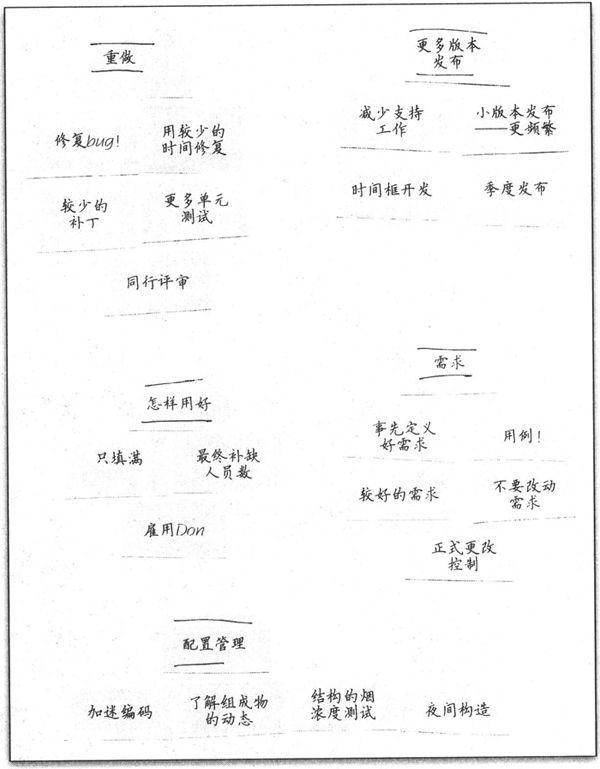 重做
修复bug!
用较少的
时间修复
较少的
补丁
更多单元
测试
同行评审
更多版本
发布
减少支持
工作
小版本发布
——更频繁
时间框开发
季度发布
怎样用好
只填满
最终补缺
人员数
雇用Don
需求
事先定义
好需求
用例!
较好的需求
不要改动
需求
正式更改
控制
配置管理
加迷编码
了解组成物
的动态
结构的烟
浓度测试
夜间构造